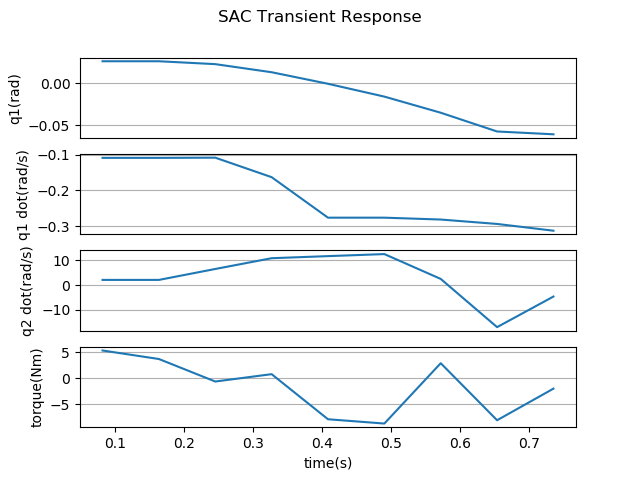 SAC Transient Response
q1(rad)
0.00
−0.05
q1 dot(rad/s)
−0.1
−0.2
−0.3
q2 dot(rad/s)
10
0
−10
torque(Nm)
5
0
−5
0.1 0.2 0.3 0.4 0.5 0.6 0.7
time(s)